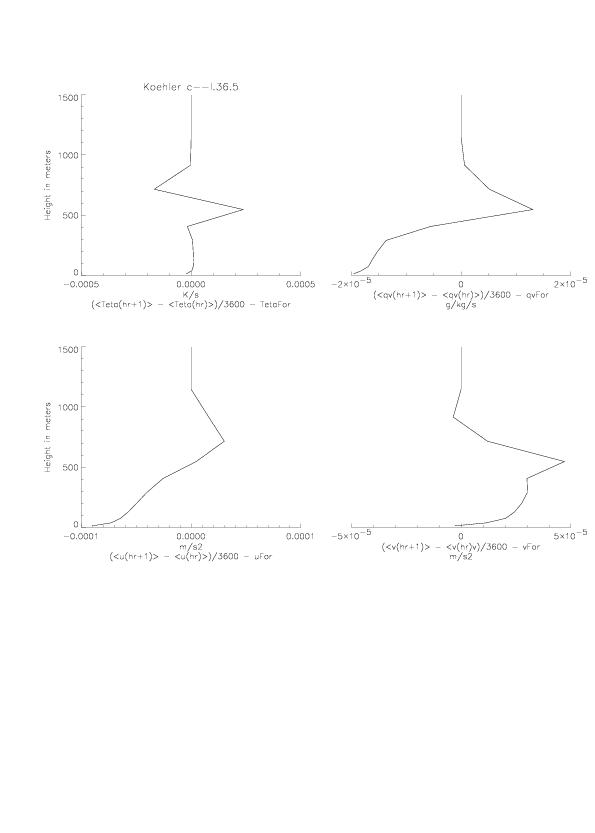 Koehler c--l.36.5
1500
1000
500
0
Height in meters
-0.0005 0.0000 0.0005
K/s
(<Teta(hr+1)> - <Teta(hr)>)/3600 - TetaFor
-2×10⁻⁵ 0 2×10⁻⁵
(<qv(hr+1)> - <qv(hr)>)/3600 - qvFor
g/kg/s
1500
1000
500
0
Height in meters
-0.0001 0.0000 0.0001
m/s2
(<u(hr+1)> - <u(hr)>)/3600 - uFor
-5×10⁻⁵ 0 5×10⁻⁵
(<v(hr+1)> - <v(hr)v)/3600 - vFor
m/s2